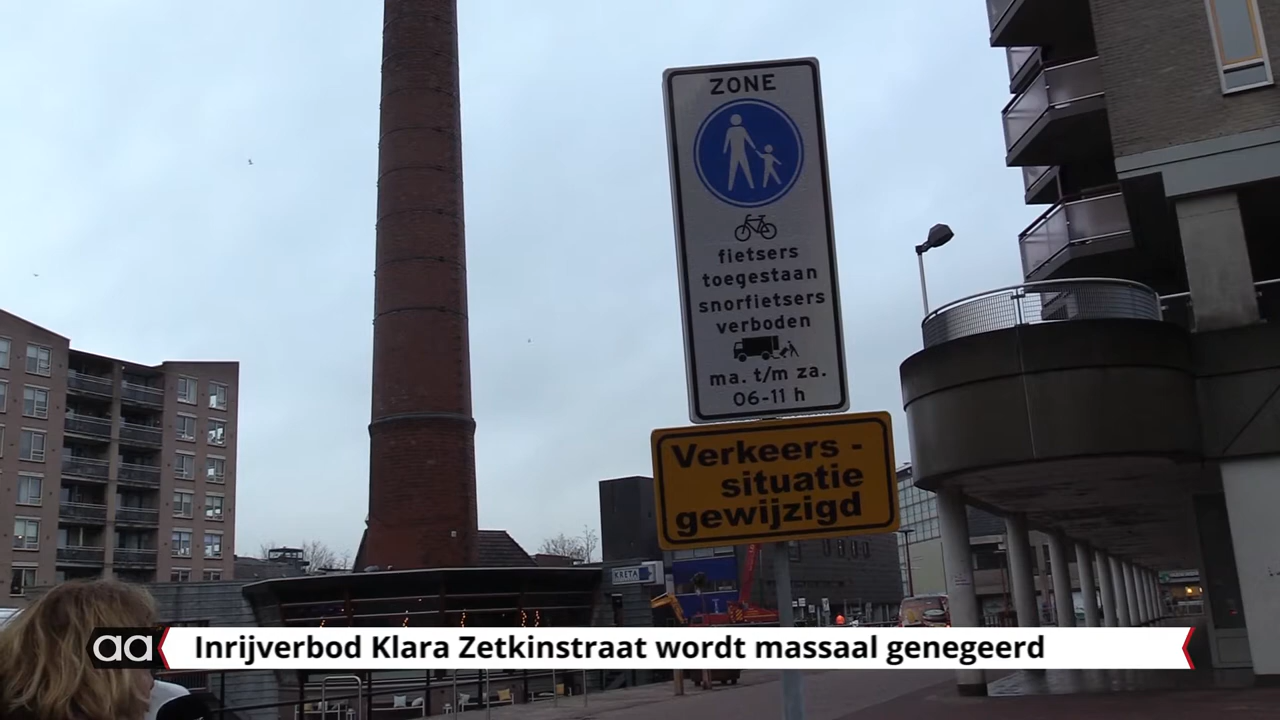 ZONE
fietsers
toegestaan
snorfietsers
verboden
ma. t/m za.
06-11 h
Verkeers -
situatie
gewijzigd
KRETA
aa
Inrijverbod Klara Zetkinstraat wordt massaal genegeerd